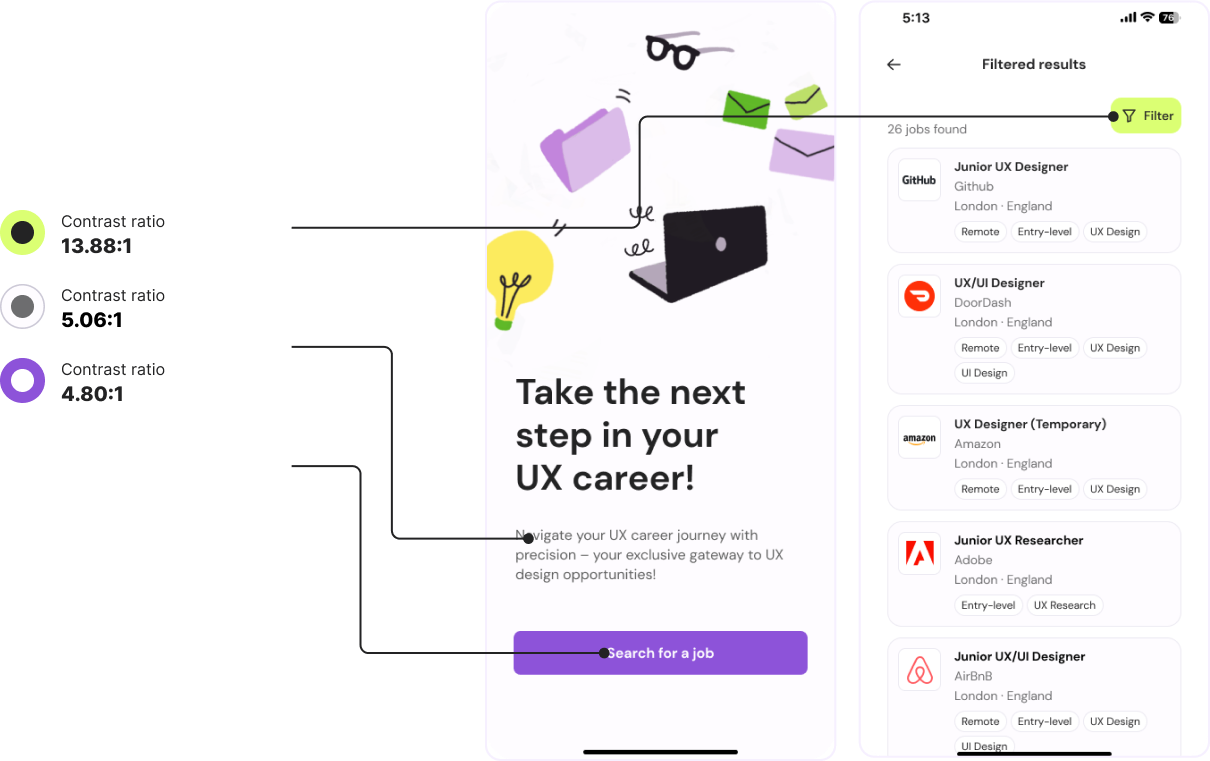 Contrast ratio
13.88:1
Contrast ratio
5.06:1
Contrast ratio
4.80:1
Take the next
step in your
UX career!
Navigate your UX career journey with
precision – your exclusive gateway to UX
design opportunities!
Search for a job
5:13
76
Filtered results
Filter
26 jobs found
GitHub
Junior UX Designer
Github
London · England
Remote Entry-level UX Design
UX/UI Designer
DoorDash
London · England
Remote Entry-level UX Design
UI Design
amazon
UX Designer (Temporary)
Amazon
London · England
Remote Entry-level UX Design
Junior UX Researcher
Adobe
London · England
Entry-level UX Research
Junior UX/UI Designer
AirBnB
London · England
Remote Entry-level UX Design
UI Design